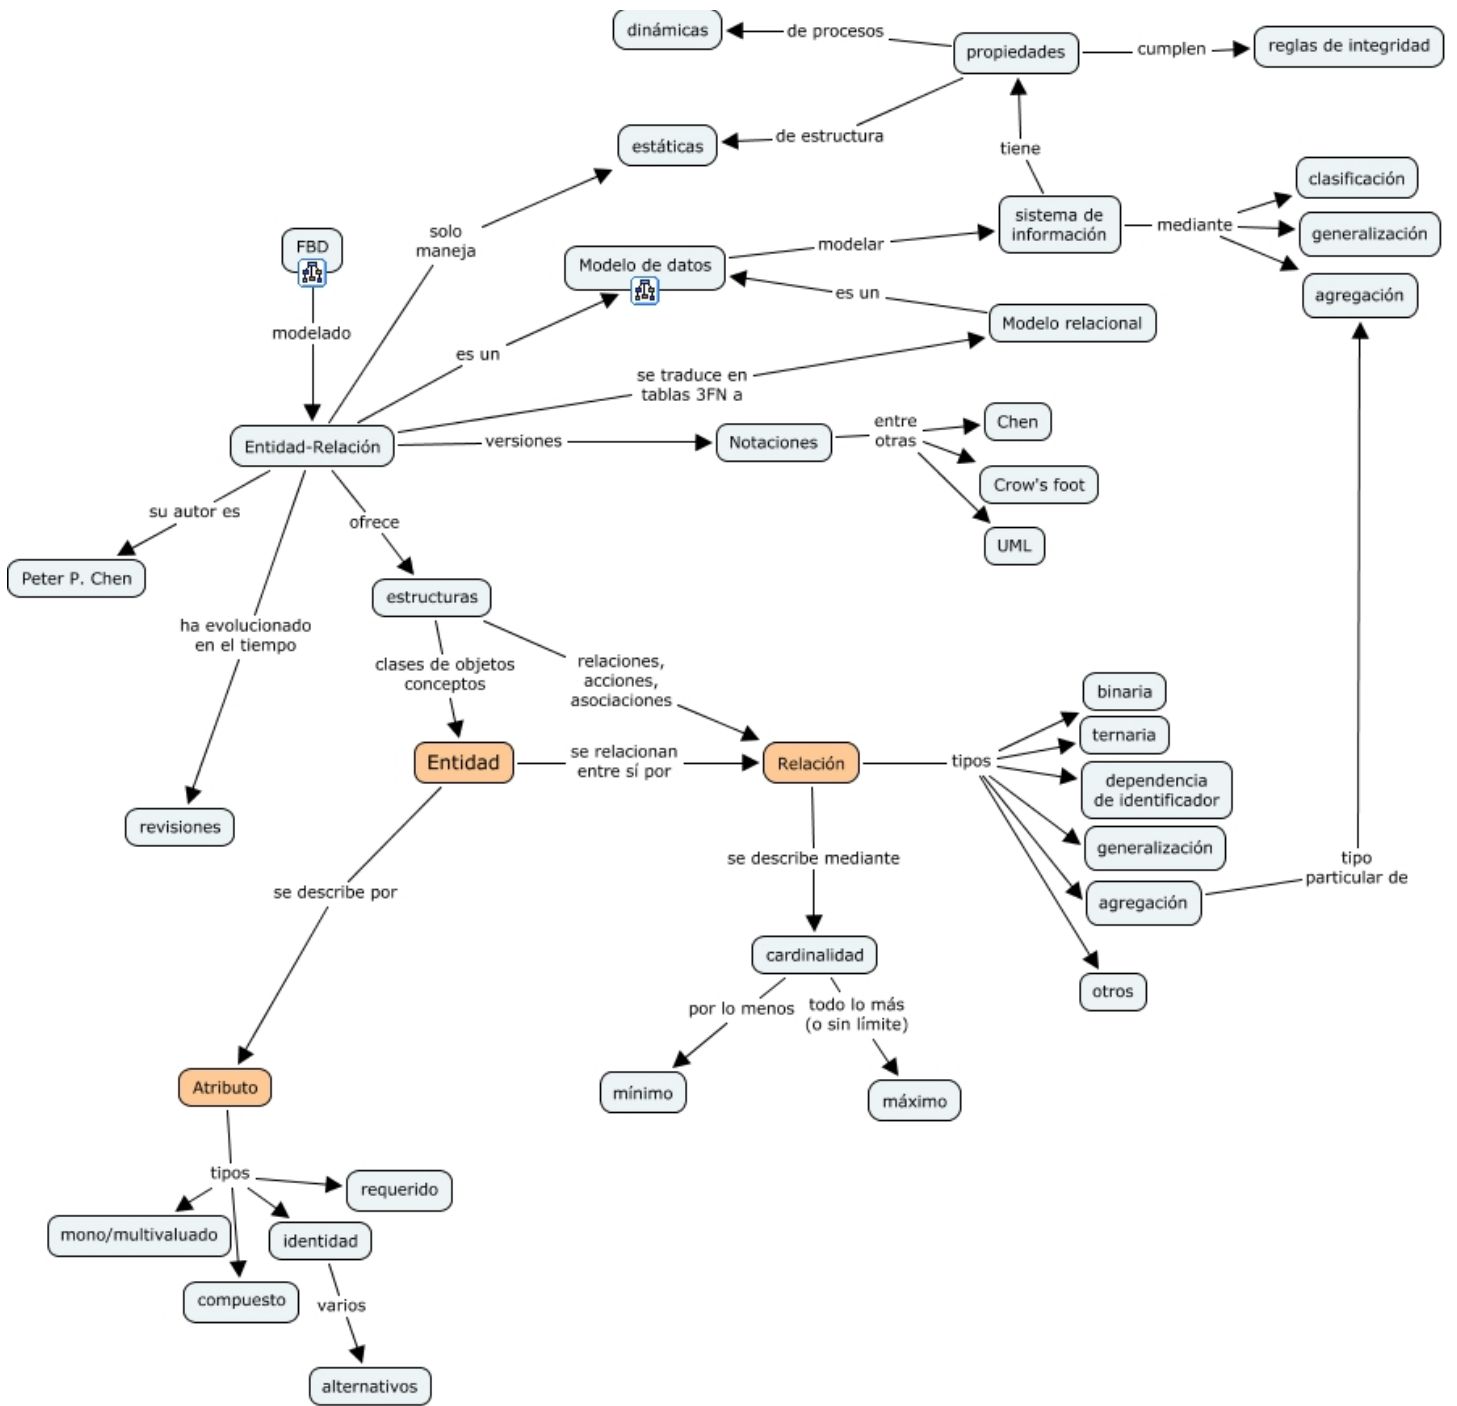 dinámicas
de procesos
propiedades
cumplen
reglas de integridad
estáticas
de estructura
tiene
clasificación
solo
maneja
FBD
Modelo de datos
modelar
sistema de
información
mediante
generalización
agregación
modelado
es un
es un
Modelo relacional
se traduce en
tablas 3FN a
Entidad-Relación
versiones
Notaciones
entre
otras
Chen
Crow's foot
UML
su autor es
Peter P. Chen
ofrece
estructuras
ha evolucionado
en el tiempo
revisiones
clases de objetos
conceptos
relaciones,
acciones,
asociaciones
Entidad
se relacionan
entre sí por
Relación
tipos
binaria
ternaria
dependencia
de identificador
generalización
agregación
otros
tipo
particular de
se describe por
se describe mediante
cardinalidad
por lo menos
todo lo más
(o sin límite)
mínimo
máximo
Atributo
tipos
requerido
mono/multivaluado
identidad
compuesto
varios
alternativos